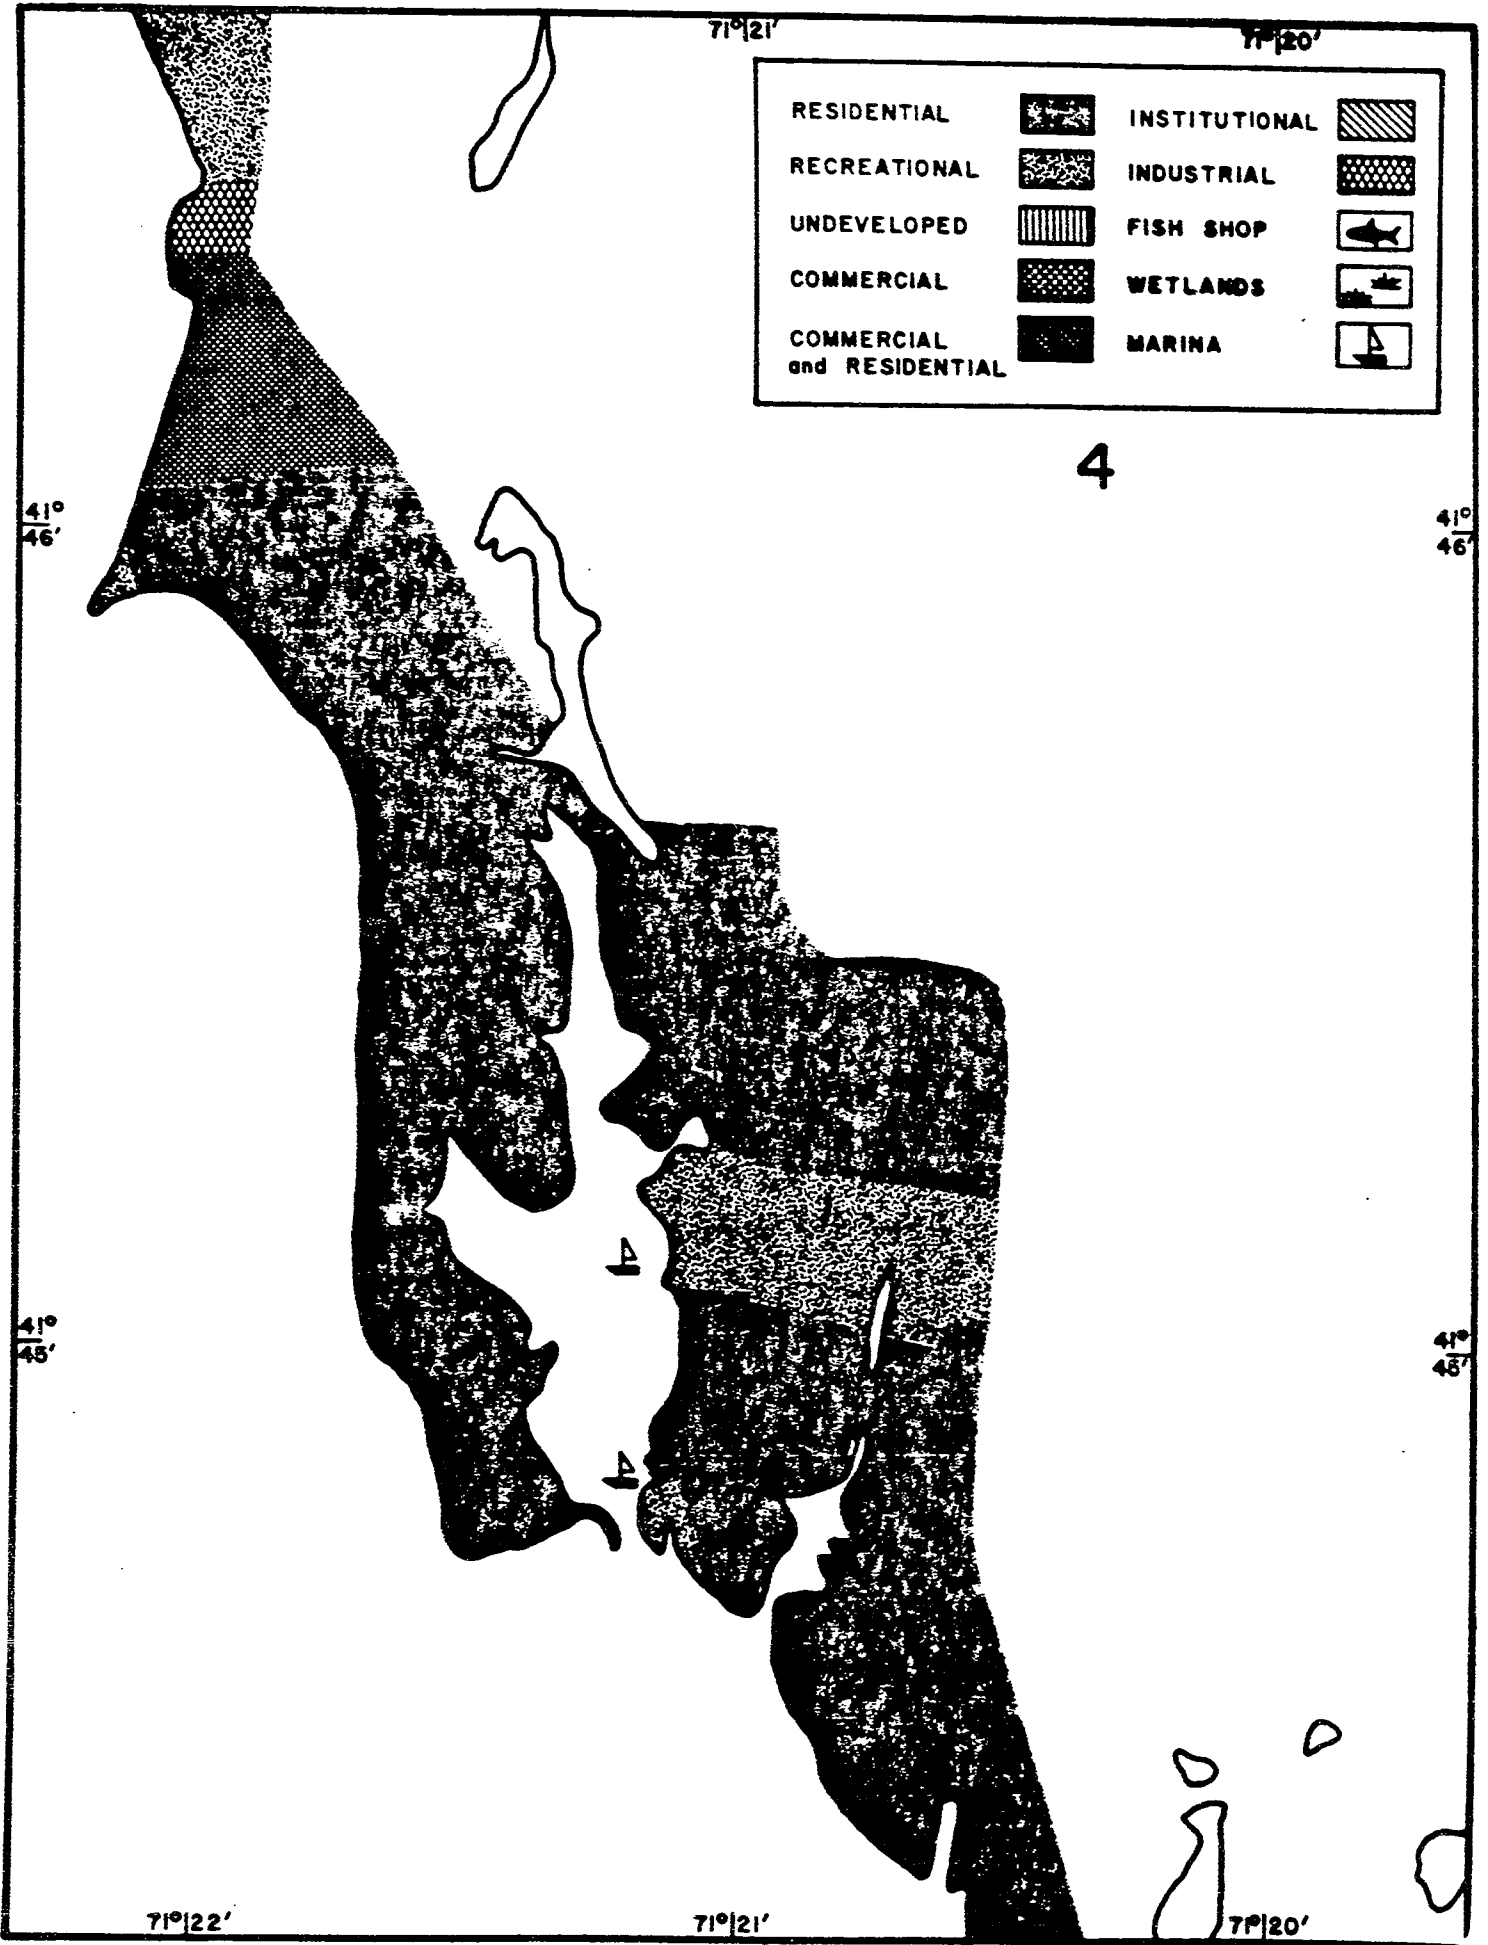 71°21'
71°20'
RESIDENTIAL
INSTITUTIONAL
RECREATIONAL
INDUSTRIAL
UNDEVELOPED
FISH SHOP
COMMERCIAL
WETLANDS
COMMERCIAL
and RESIDENTIAL
MARINA
4
41°
46'
41°
46'
41°
45'
41°
45'
71°22'
71°21'
71°20'